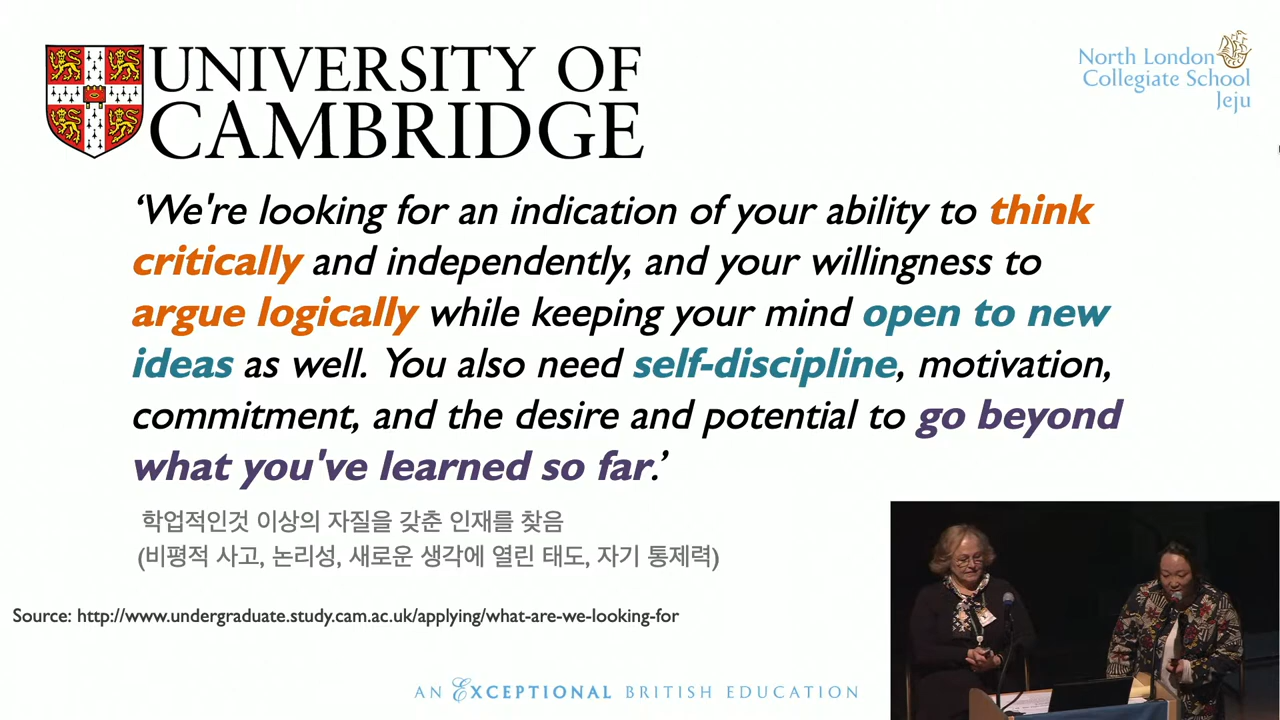 UNIVERSITY OF
CAMBRIDGE
North London
Collegiate School
Jeju
‘We're looking for an indication of your ability to think
critically and independently, and your willingness to
argue logically while keeping your mind open to new
ideas as well. You also need self-discipline, motivation,
commitment, and the desire and potential to go beyond
what you've learned so far.’
학업적인것 이상의 자질을 갖춘 인재를 찾음
(비평적 사고, 논리성, 새로운 생각에 열린 태도, 자기 통제력)
Source: http://www.undergraduate.study.cam.ac.uk/applying/what-are-we-looking-for
AN EXCEPTIONAL BRITISH EDUCATION